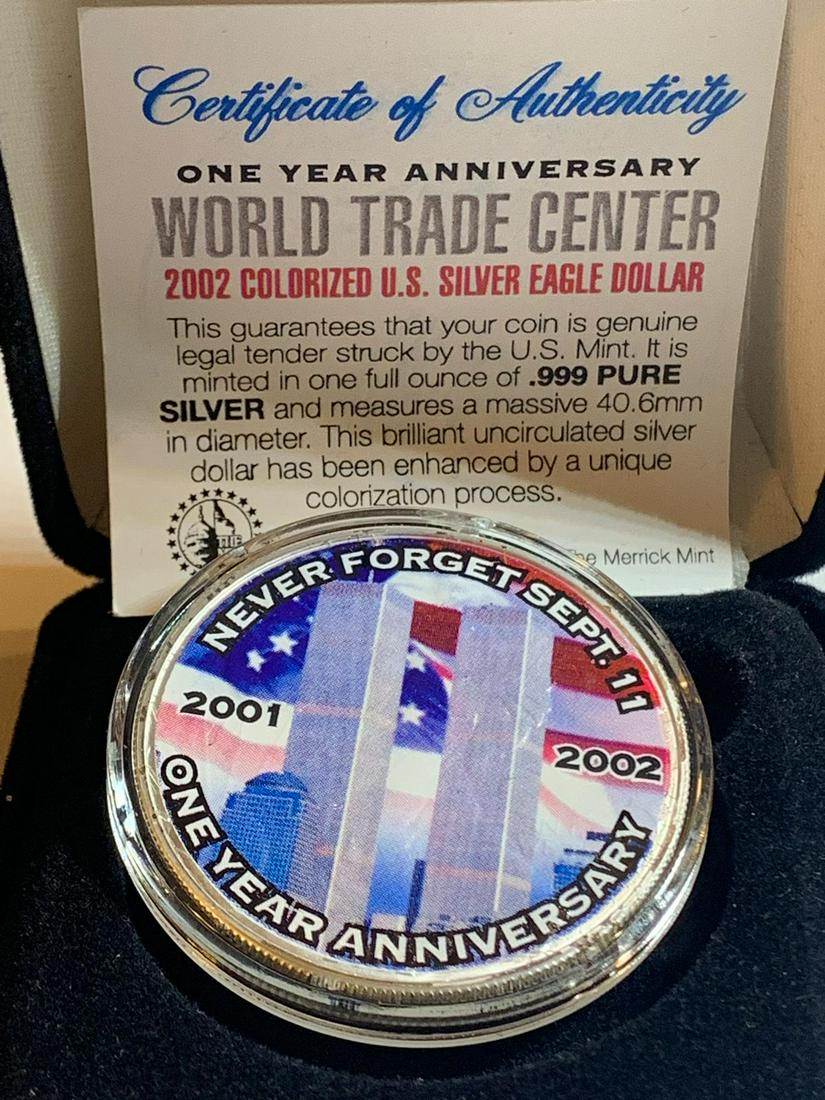 Certificate of Authenticity
ONE YEAR ANNIVERSARY
WORLD TRADE CENTER
2002 COLORIZED U.S. SILVER EAGLE DOLLAR
This guarantees that your coin is genuine
legal tender struck by the U.S. Mint. It is
minted in one full ounce of .999 PURE
SILVER and measures a massive 40.6mm
in diameter. This brilliant uncirculated silver
dollar has been enhanced by a unique
colorization process.
Merrick Mint
NEVER FORGET SEPT. 11
2001
2002
ONE YEAR ANNIVERSARY